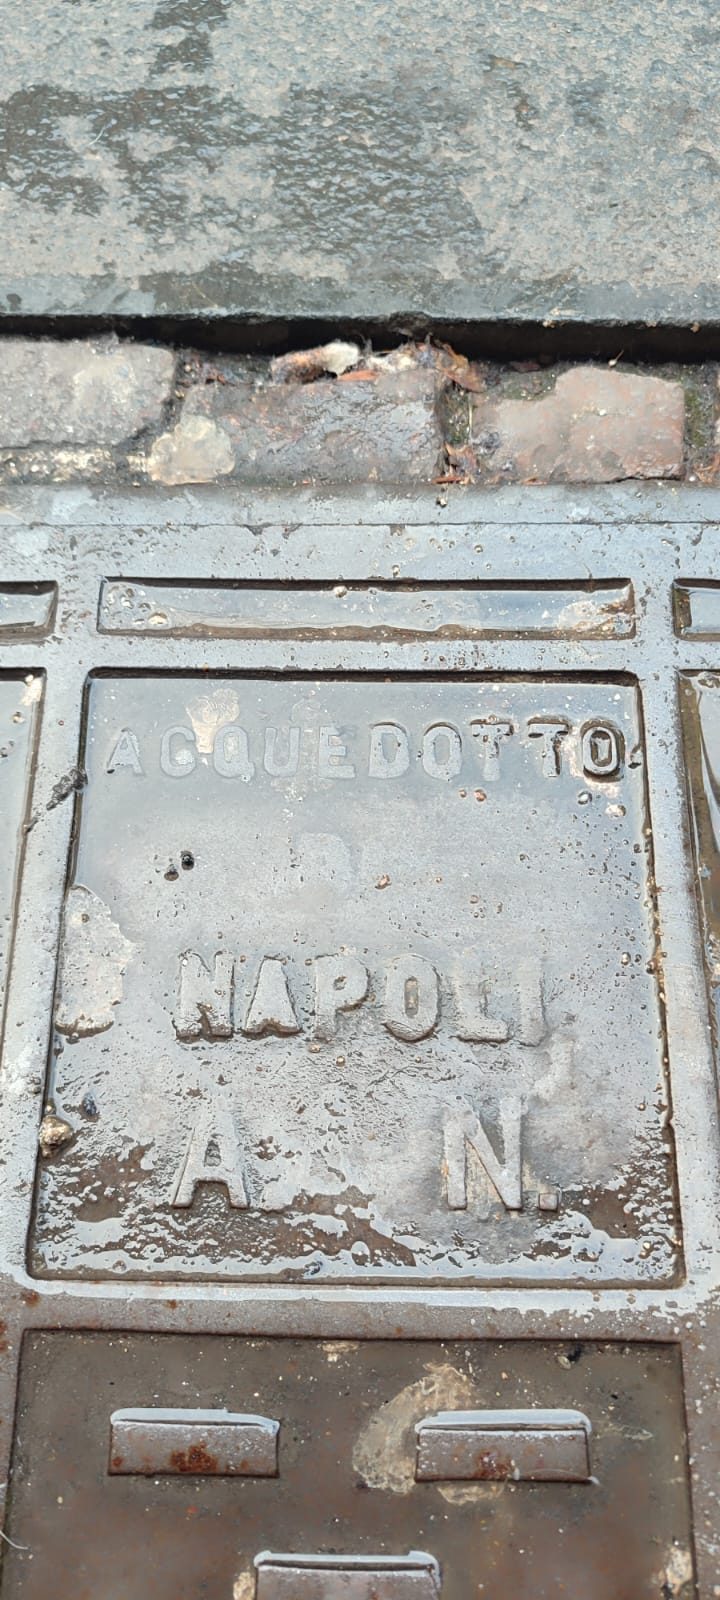 ACQUEDOTTO
NAPOLI
A. N.